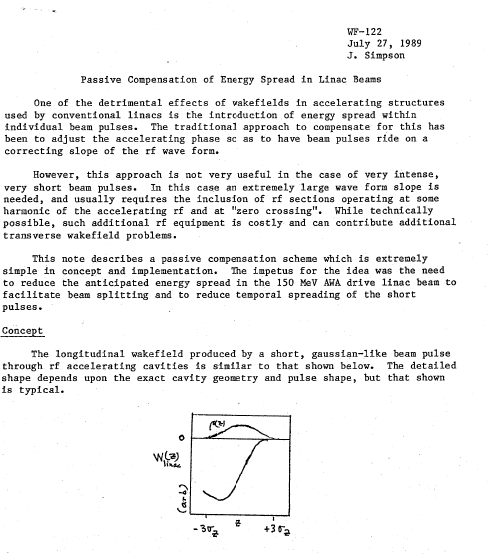 WF-122
July 27, 1989
J. Simpson
Passive Compensation of Energy Spread in Linac Beams
One of the detrimental effects of wakefields in accelerating structures
used by conventional linacs is the introduction of energy spread within
individual beam pulses. The traditional approach to compensate for this has
been to adjust the accelerating phase so as to have beam pulses ride on a
correcting slope of the rf wave form.
However, this approach is not very useful in the case of very intense,
very short beam pulses. In this case an extremely large wave form slope is
needed, and usually requires the inclusion of rf sections operating at some
harmonic of the accelerating rf and at "zero crossing". While technically
possible, such additional rf equipment is costly and can contribute additional
transverse wakefield problems.
This note describes a passive compensation scheme which is extremely
simple in concept and implementation. The impetus for the idea was the need
to reduce the anticipated energy spread in the 150 MeV AWA drive linac beam to
facilitate beam splitting and to reduce temporal spreading of the short
pulses.
Concept
The longitudinal wakefield produced by a short, gaussian-like beam pulse
through rf accelerating cavities is similar to that shown below. The detailed
shape depends upon the exact cavity geometry and pulse shape, but that shown
is typical.
ρ(z)
0
W(z)
linac
(arb)
-3σz
z
+3σz